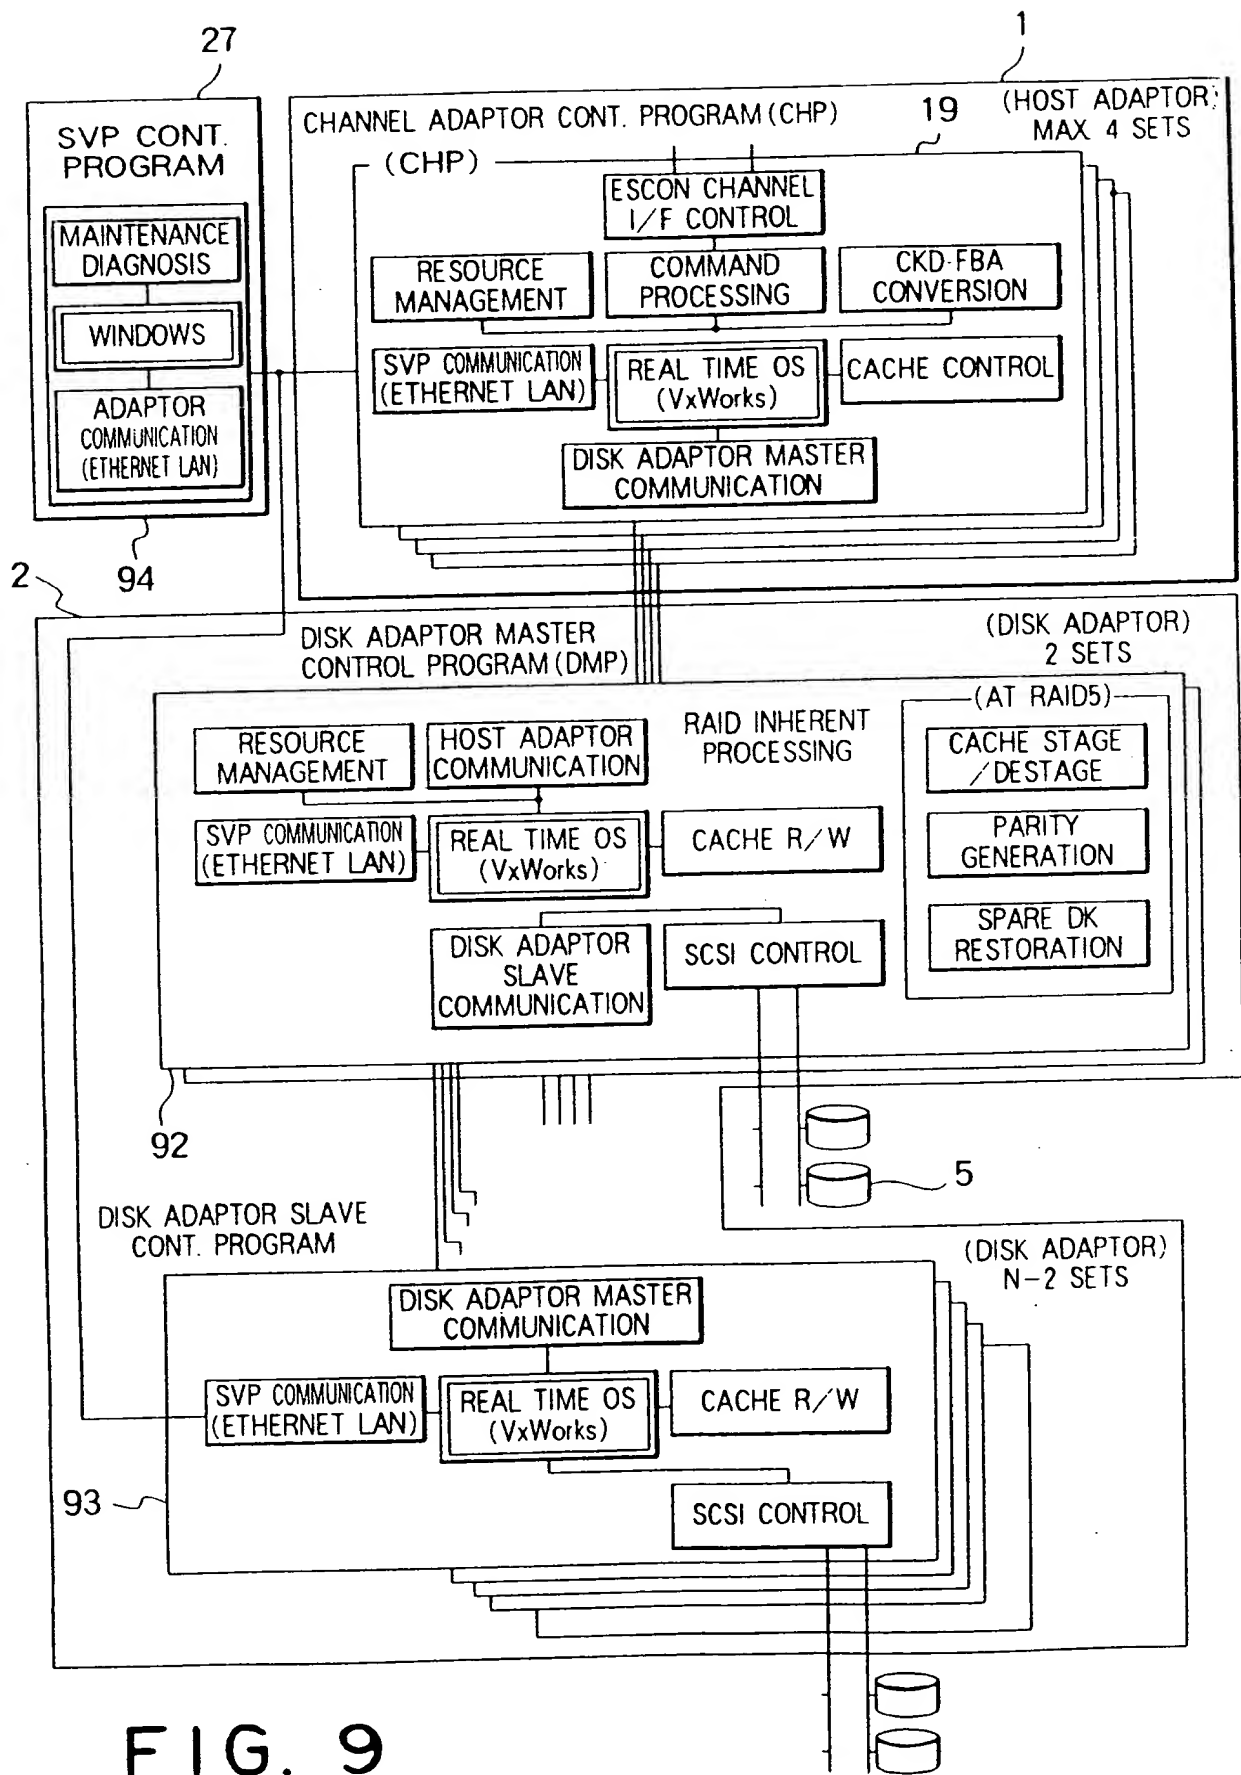 27
1
SVP CONT.
PROGRAM
MAINTENANCE
DIAGNOSIS
WINDOWS
ADAPTOR
COMMUNICATION
(ETHERNET LAN)
94
CHANNEL ADAPTOR CONT. PROGRAM (CHP)
19
(HOST ADAPTOR)
MAX. 4 SETS
(CHP)
ESCON CHANNEL
I/F CONTROL
RESOURCE
MANAGEMENT
COMMAND
PROCESSING
CKD-FBA
CONVERSION
SVP COMMUNICATION
(ETHERNET LAN)
REAL TIME OS
(VxWorks)
CACHE CONTROL
DISK ADAPTOR MASTER
COMMUNICATION
2
DISK ADAPTOR MASTER
CONTROL PROGRAM (DMP)
(DISK ADAPTOR)
2 SETS
RESOURCE
MANAGEMENT
HOST ADAPTOR
COMMUNICATION
RAID INHERENT
PROCESSING
(AT RAID5)
CACHE STAGE
/DESTAGE
PARITY
GENERATION
SPARE DK
RESTORATION
SVP COMMUNICATION
(ETHERNET LAN)
REAL TIME OS
(VxWorks)
CACHE R/W
DISK ADAPTOR
SLAVE
COMMUNICATION
SCSI CONTROL
92
5
DISK ADAPTOR SLAVE
CONT. PROGRAM
(DISK ADAPTOR)
N-2 SETS
DISK ADAPTOR MASTER
COMMUNICATION
SVP COMMUNICATION
(ETHERNET LAN)
REAL TIME OS
(VxWorks)
CACHE R/W
93
SCSI CONTROL
FIG. 9